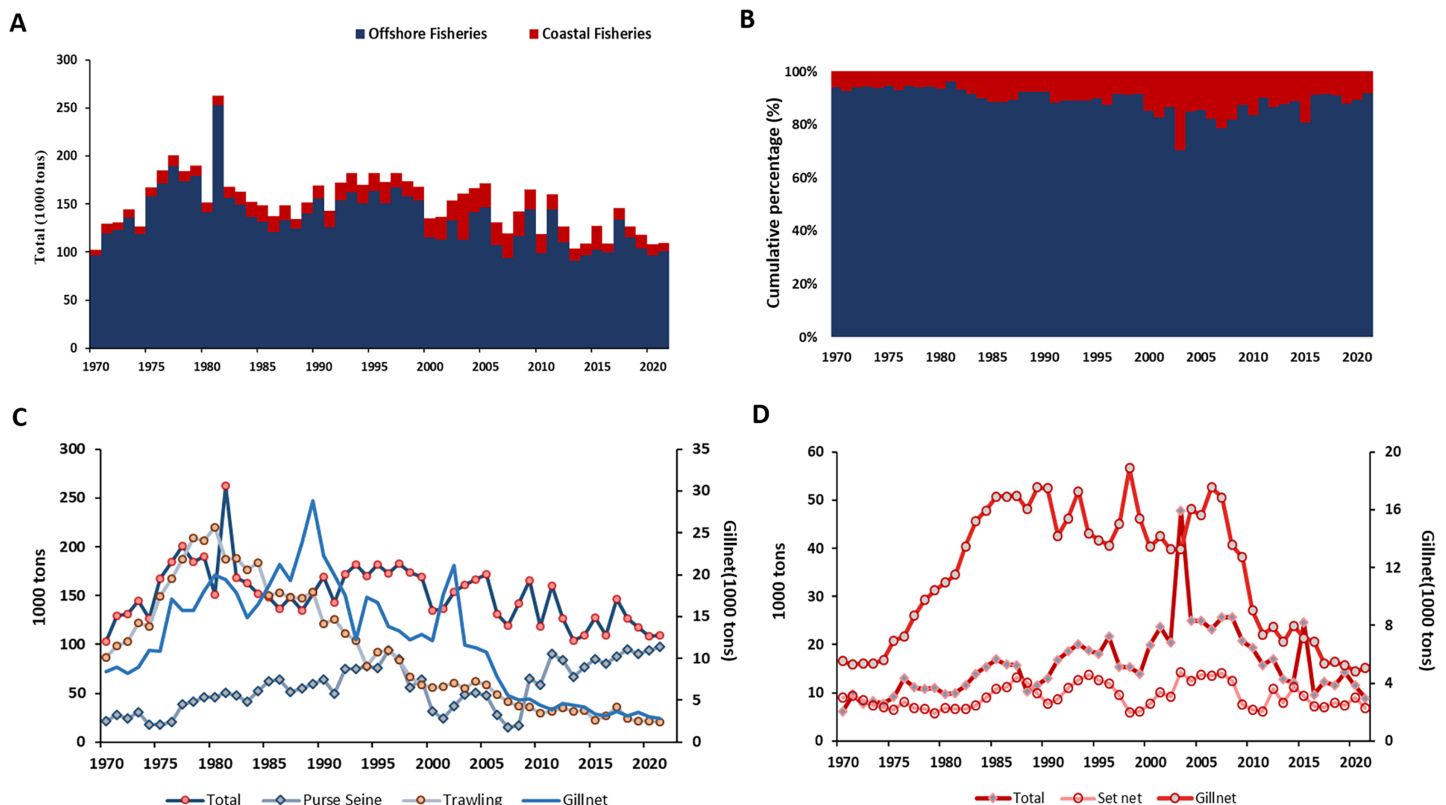 A
Offshore Fisheries Coastal Fisheries
Total (1000 tons)
300
250
200
150
100
50
0
1970 1975 1980 1985 1990 1995 2000 2005 2010 2015 2020
B
Cumulative percentage (%)
100%
80%
60%
40%
20%
0%
1970 1975 1980 1985 1990 1995 2000 2005 2010 2015 2020
C
1000 tons
300
250
200
150
100
50
0
35
30
25
20
15
10
5
0
Gillnet(1000 tons)
1970 1975 1980 1985 1990 1995 2000 2005 2010 2015 2020
Total Purse Seine Trawling Gillnet
D
1000 tons
60
50
40
30
20
10
0
20
16
12
8
4
0
Gillnet(1000 tons)
1970 1975 1980 1985 1990 1995 2000 2005 2010 2015 2020
Total Set net Gillnet